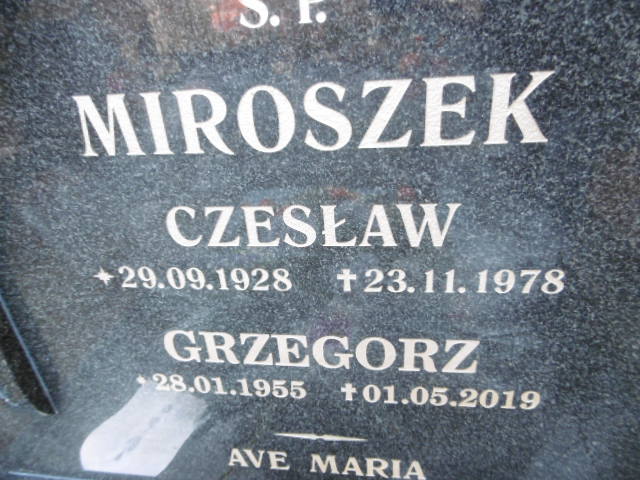 Ś. P.
MIROSZEK
CZESŁAW
✦29.09.1928 ✝23.11.1978
GRZEGORZ
✦28.01.1955 ✝01.05.2019
AVE MARIA